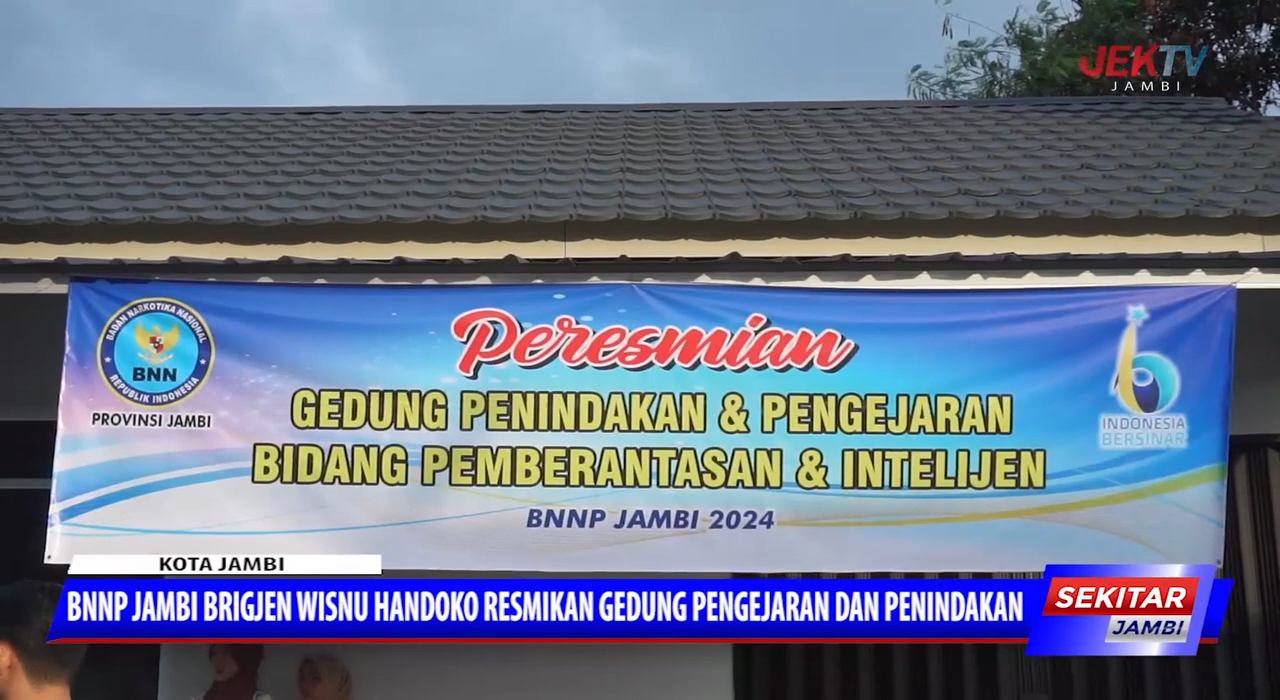 JEKTV
JAMBI
BADAN NARKOTIKA NASIONAL
BNN
REPUBLIK INDONESIA
PROVINSI JAMBI
Peresmian
GEDUNG PENINDAKAN & PENGEJARAN
BIDANG PEMBERANTASAN & INTELIJEN
BNNP JAMBI 2024
INDONESIA
BERSINAR
KOTA JAMBI
BNNP JAMBI BRIGJEN WISNU HANDOKO RESMIKAN GEDUNG PENGEJARAN DAN PENINDAKAN
SEKITAR
JAMBI